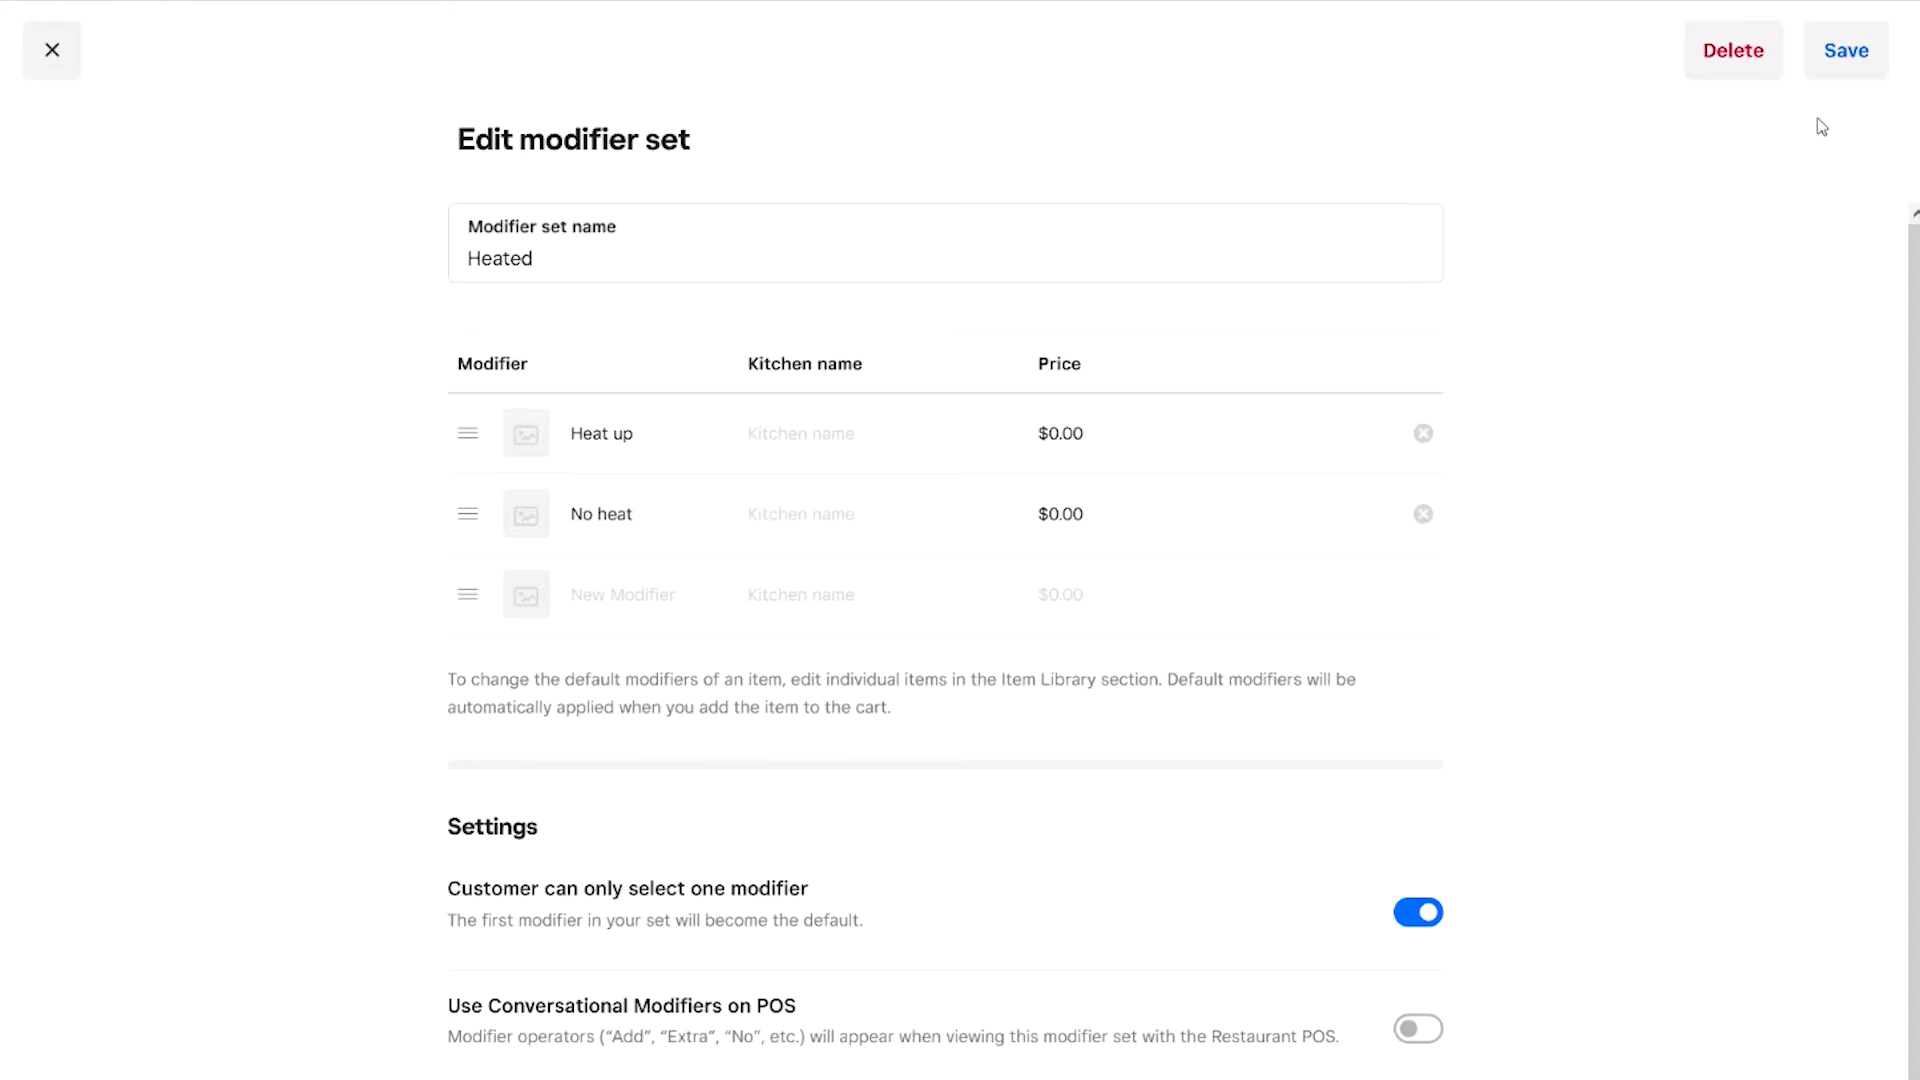 Delete
Save
Edit modifier set
Modifier set name
Heated
Modifier Kitchen name Price
Heat up Kitchen name $0.00
No heat Kitchen name $0.00
New Modifier Kitchen name $0.00
To change the default modifiers of an item, edit individual items in the Item Library section. Default modifiers will be
automatically applied when you add the item to the cart.
Settings
Customer can only select one modifier
The first modifier in your set will become the default.
Use Conversational Modifiers on POS
Modifier operators (“Add”, “Extra”, “No”, etc.) will appear when viewing this modifier set with the Restaurant POS.